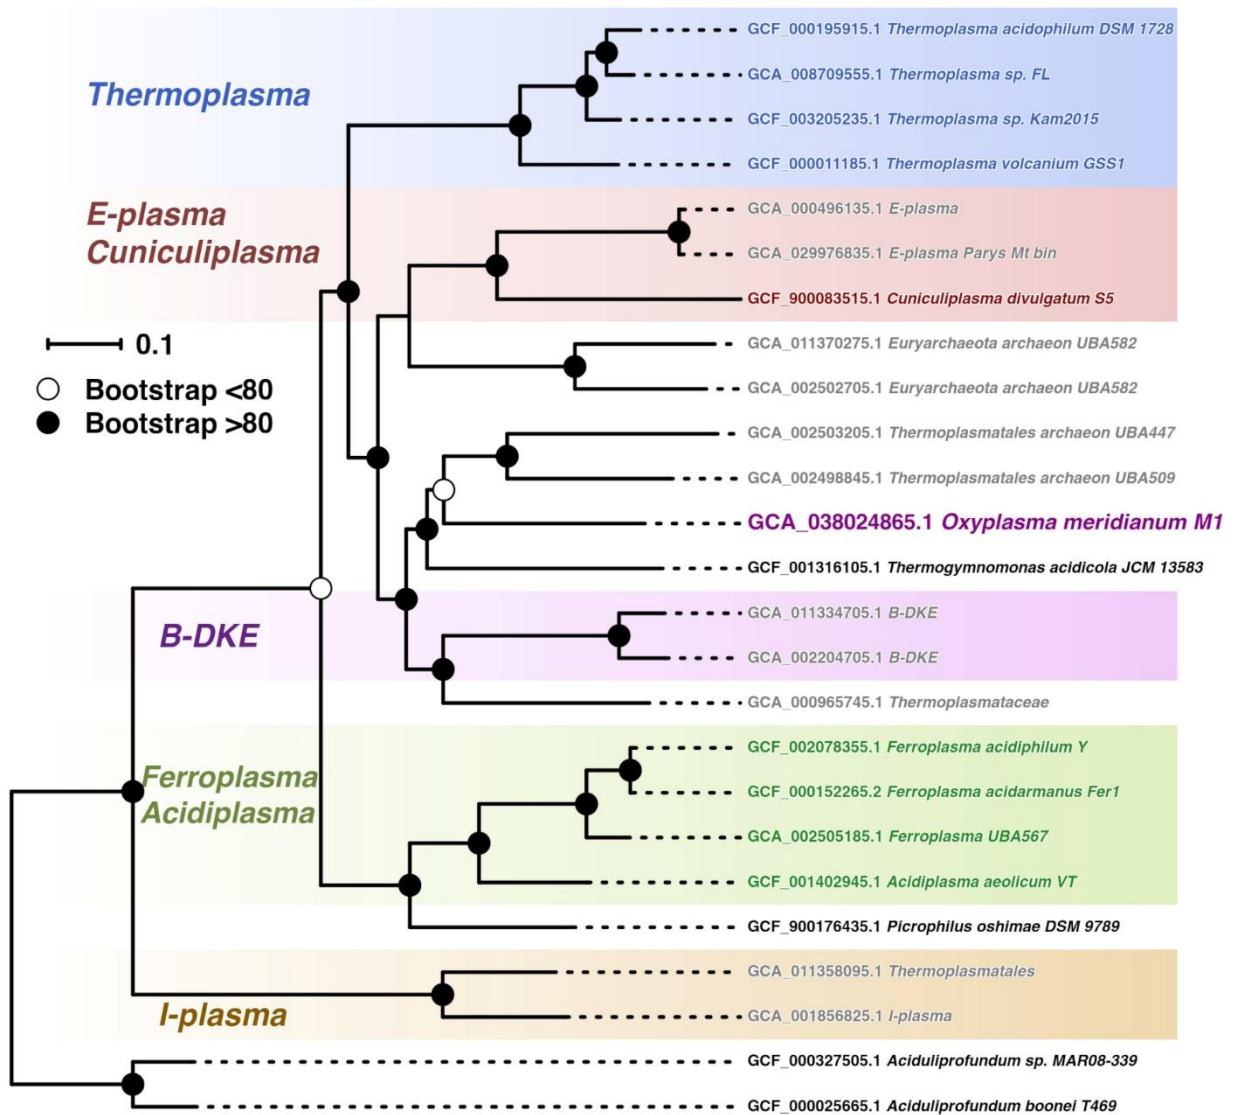 Thermoplasma
GCF_000195915.1 Thermoplasma acidophilum DSM 1728
GCA_008709555.1 Thermoplasma sp. FL
GCF_003205235.1 Thermoplasma sp. Kam2015
GCF_000011185.1 Thermoplasma volcanium GSS1
E-plasma
Cuniculiplasma
GCA_000496135.1 E-plasma
GCA_029976835.1 E-plasma Parys Mt bin
GCF_900083515.1 Cuniculiplasma divulgatum S5
0.1
Bootstrap <80
Bootstrap >80
GCA_011370275.1 Euryarchaeota archaeon UBA582
GCA_002502705.1 Euryarchaeota archaeon UBA582
GCA_002503205.1 Thermoplasmatales archaeon UBA447
GCA_002498845.1 Thermoplasmatales archaeon UBA509
GCA_038024865.1 Oxyplasma meridianum M1
GCF_001316105.1 Thermogymnomonas acidicola JCM 13583
B-DKE
GCA_011334705.1 B-DKE
GCA_002204705.1 B-DKE
GCA_000965745.1 Thermoplasmataceae
Ferroplasma
Acidiplasma
GCF_002078355.1 Ferroplasma acidiphilum Y
GCF_000152265.2 Ferroplasma acidarmanus Fer1
GCA_002505185.1 Ferroplasma UBA567
GCF_001402945.1 Acidiplasma aeolicum VT
GCF_900176435.1 Picrophilus oshimae DSM 9789
I-plasma
GCA_011358095.1 Thermoplasmatales
GCA_001856825.1 I-plasma
GCF_000327505.1 Aciduliprofundum sp. MAR08-339
GCF_000025665.1 Aciduliprofundum boonei T469